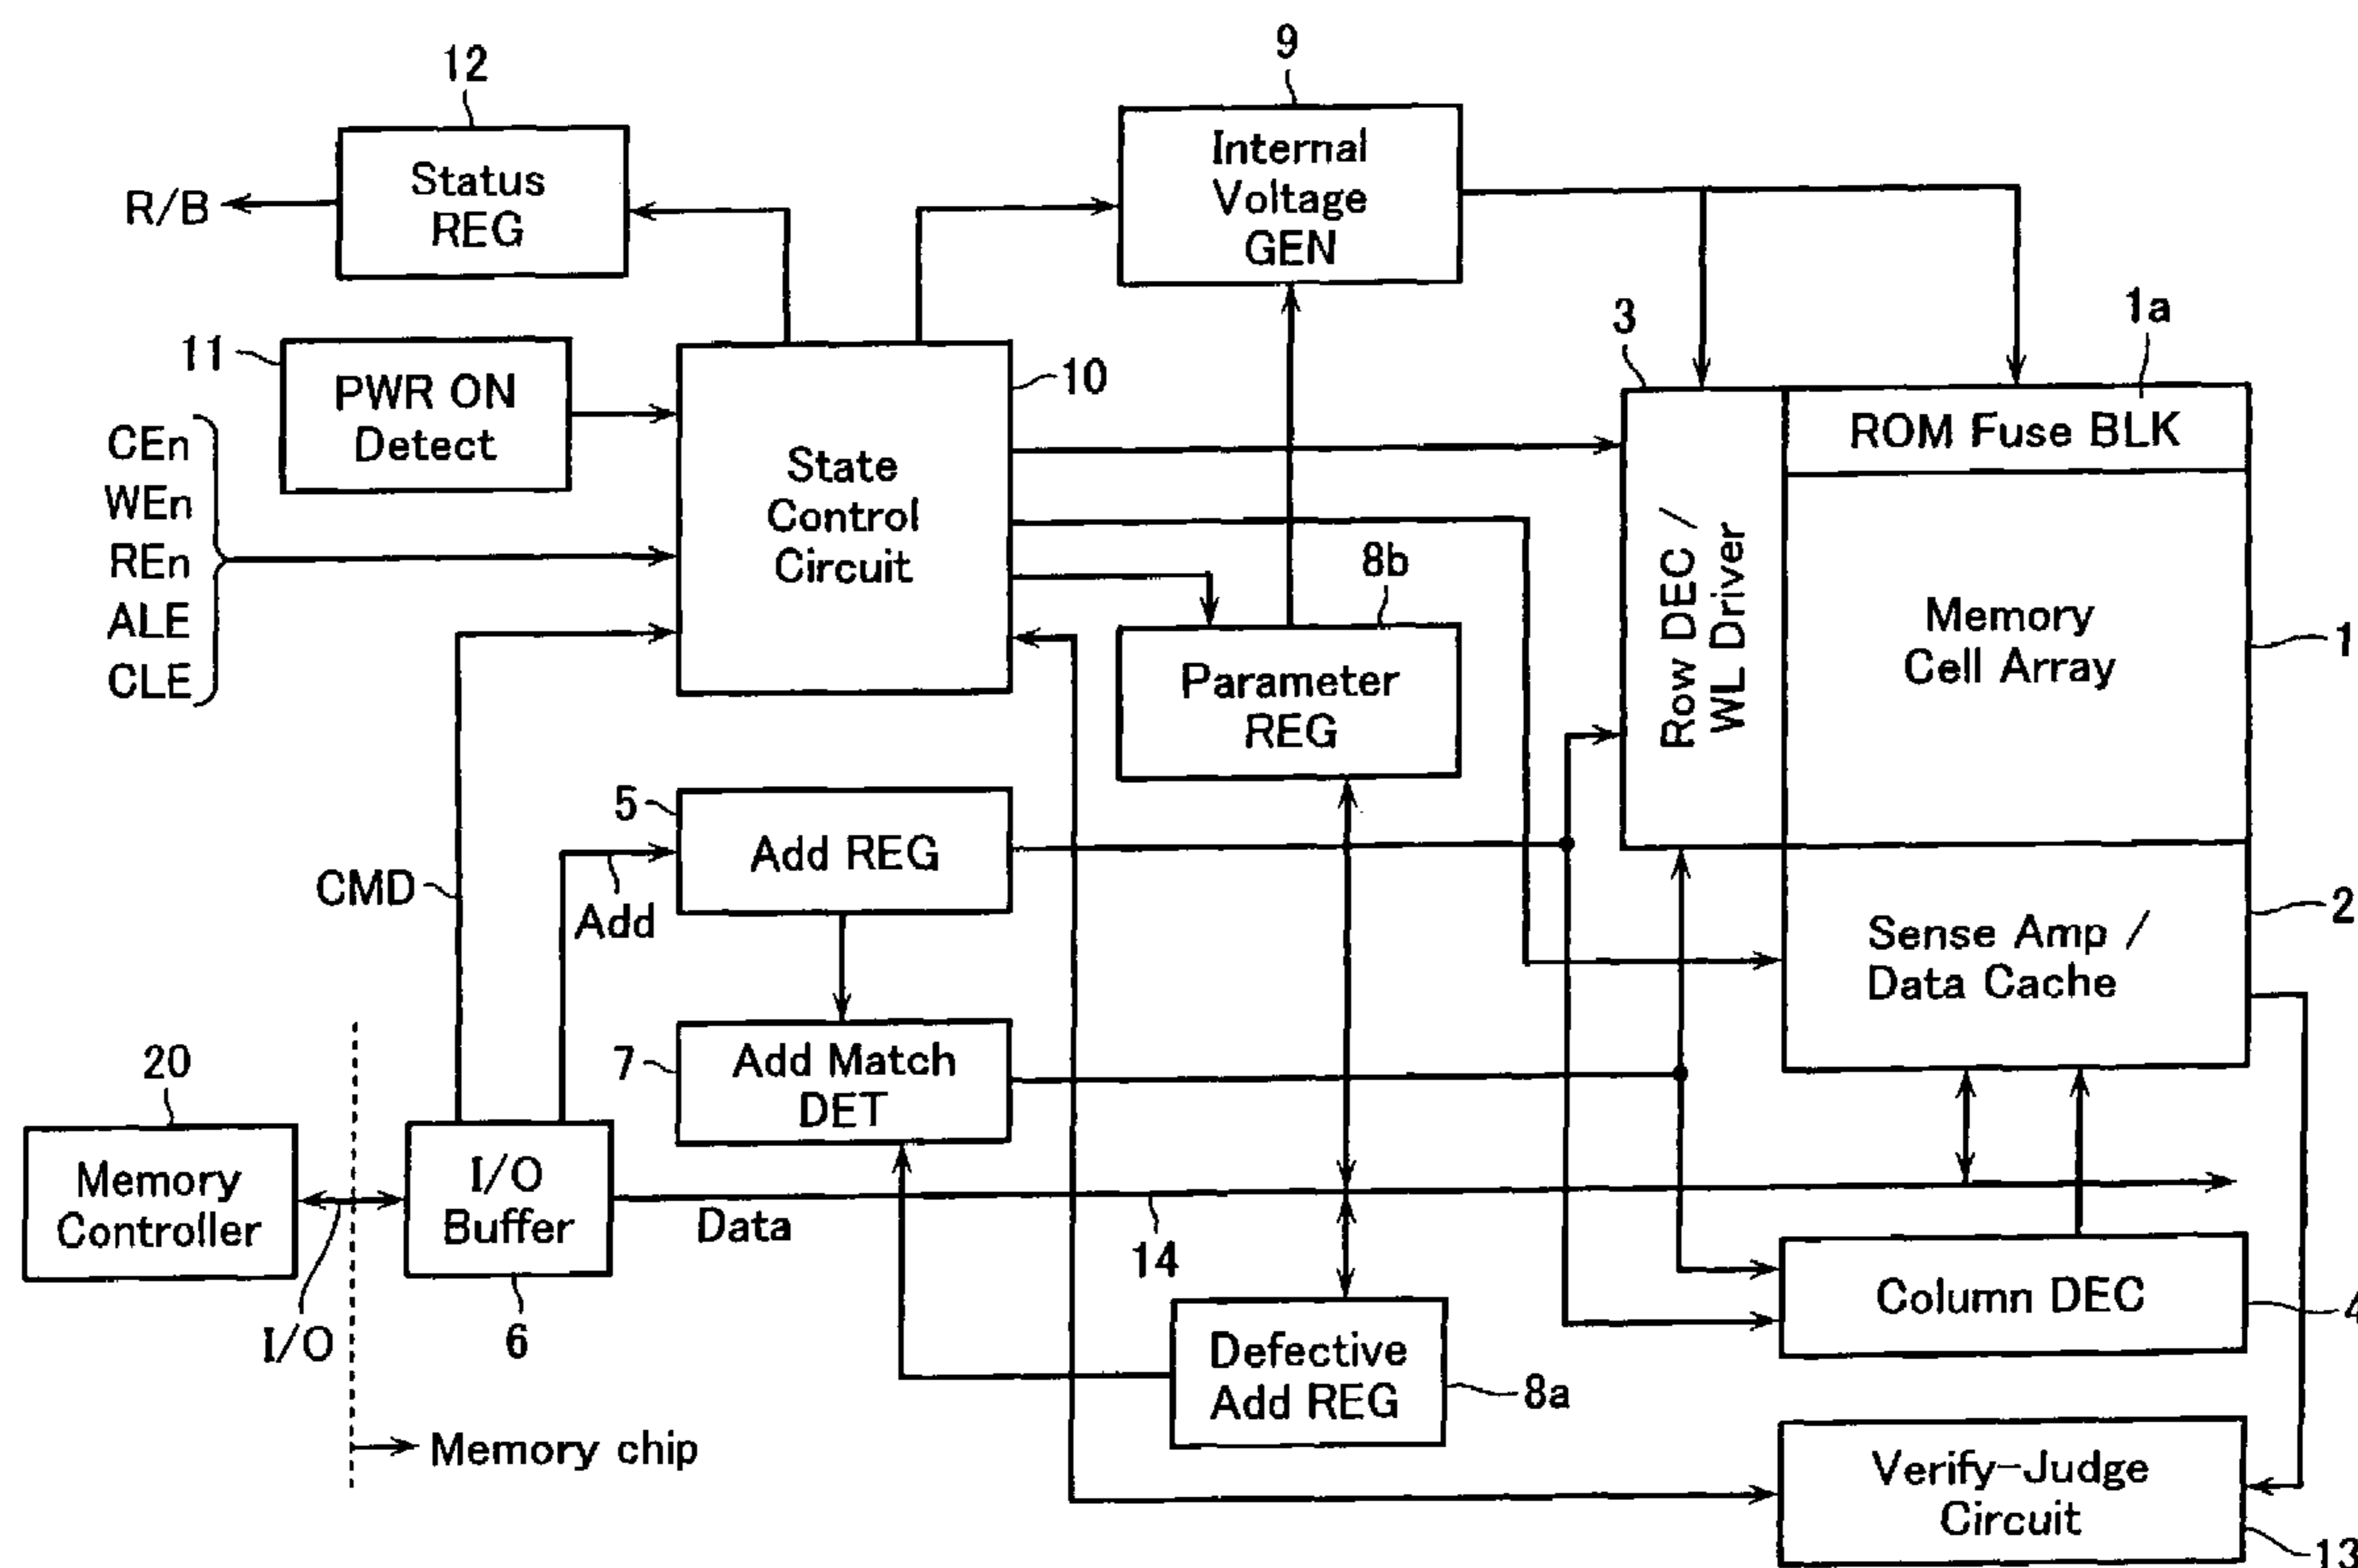 12
Status
REG
R/B
9
Internal
Voltage
GEN
11
PWR ON
Detect
CEn
WEn
REn
ALE
CLE
10
State
Control
Circuit
3
Row DEC /
WL Driver
1a
ROM Fuse BLK
Memory
Cell Array
1
8b
Parameter
REG
5
Add REG
CMD
Add
2
Sense Amp /
Data Cache
7
Add Match
DET
20
Memory
Controller
I/O
I/O
Buffer
6
Data
14
Column DEC
4
Defective
Add REG
8a
Memory chip
Verify-Judge
Circuit
13